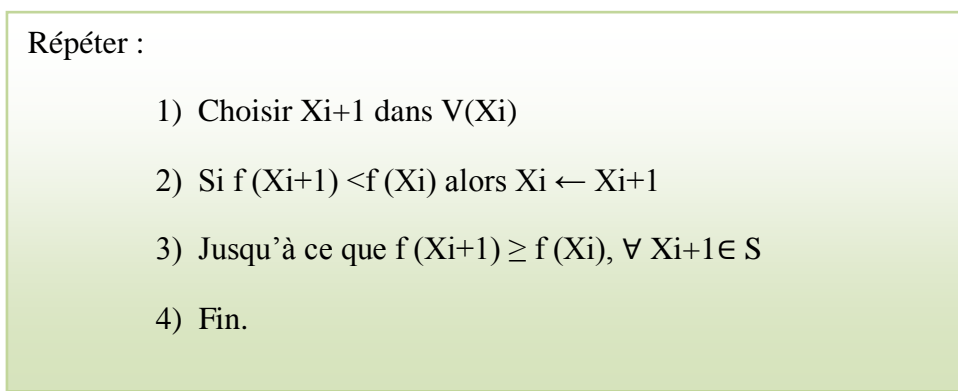 Répéter :
1) Choisir Xi+1 dans V(Xi)
2) Si f (Xi+1) <f (Xi) alors Xi ← Xi+1
3) Jusqu’à ce que f (Xi+1) ≥ f (Xi), ∀ Xi+1∈ S
4) Fin.